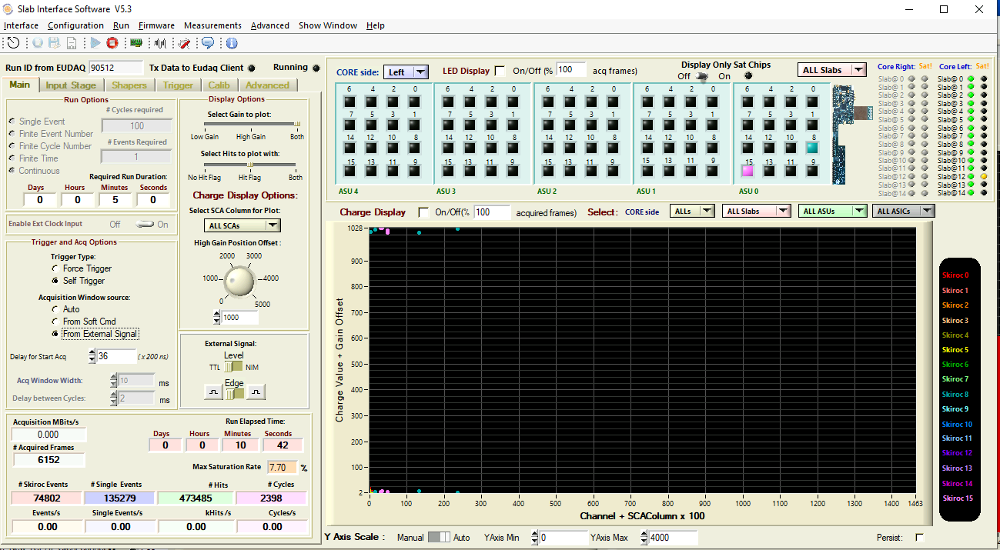 Slab Interface Software V5.3
Interface Configuration Run Firmware Measurements Advanced Show Window Help
Run ID from EUDAQ 90512 Tx Data to Eudaq Client Running
Main Input Stage Shapers Trigger Calib Advanced
Run Options
Single Event
Finite Event Number
Finite Cycle Number
Finite Time
Continuous
# Cycles required
100
# Events Required
1
Required Run Duration:
Days Hours Minutes Seconds
0 0 5 0
Enable Ext Clock Input Off On
Trigger and Acq Options
Trigger Type:
Force Trigger
Self Trigger
Acquisition Window source:
Auto
From Soft Cmd
From External Signal
Delay for Start Acq 36 (x 200 ns)
Acq Window Width: 10 ms
Delay between Cycles: 2 ms
Display Options
Select Gain to plot:
Low Gain High Gain Both
Select Hits to plot with:
No Hit Flag Hit Flag Both
Charge Display Options:
Select SCA Column for Plot:
ALL SCAs
High Gain Position Offset :
2000 3000
1000 4000
0 5000
1000
External Signal:
Level
TTL NIM
Edge
Acquisition MBits/s
0.000
# Acquired Frames
6152
Run Elapsed Time:
Days Hours Minutes Seconds
0 0 10 42
Max Saturation Rate 7.70 %
# Skiroc Events # Single Events # Hits # Cycles
74802 135279 473485 2398
Events/s Single Events/s kHits /s Cycles/s
0.00 0.00 0.00 0.00
CORE side: Left LED Display On/Off (% 100 acq frames)
Display Only Sat Chips
Off On
ALL Slabs
6 4 2 0 6 4 2 0 6 4 2 0 6 4 2 0 6 4 2 0
7 5 3 1 7 5 3 1 7 5 3 1 7 5 3 1 7 5 3 1
14 12 10 8 14 12 10 8 14 12 10 8 14 12 10 8 14 12 10 8
15 13 11 9 15 13 11 9 15 13 11 9 15 13 11 9 15 13 11 9
ASU 4 ASU 3 ASU 2 ASU 1 ASU 0
Core Right: Sat! Core Left: Sat!
Slab@ 0 Slab@ 0
Slab@ 1 Slab@ 1
Slab@ 2 Slab@ 2
Slab@ 3 Slab@ 3
Slab@ 4 Slab@ 4
Slab@ 5 Slab@ 5
Slab@ 6 Slab@ 6
Slab@ 7 Slab@ 7
Slab@ 8 Slab@ 8
Slab@ 9 Slab@ 9
Slab@10 Slab@10
Slab@11 Slab@11
Slab@12 Slab@12
Slab@13 Slab@13
Slab@14 Slab@14
Charge Display On/Off(% 100 acquired frames) Select: CORE side ALLs ALL Slabs ALL ASUs ALL ASICs
Charge Value + Gain Offset
1028
900
800
700
600
500
400
300
200
100
2
0 100 200 300 400 500 600 700 800 900 1000 1100 1200 1300 1400 1463
Channel + SCAColumn x 100
Skiroc 0
Skiroc 1
Skiroc 2
Skiroc 3
Skiroc 4
Skiroc 5
Skiroc 6
Skiroc 7
Skiroc 8
Skiroc 9
Skiroc 10
Skiroc 11
Skiroc 12
Skiroc 13
Skiroc 14
Skiroc 15
Y Axis Scale : Manual Auto YAxis Min 0 YAxis Max 4000 Persist: